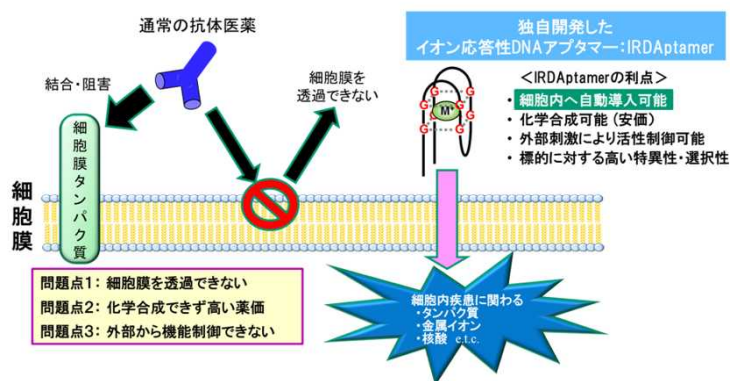 通常の抗体医薬
結合・阻害
細胞膜を
透過できない
細胞膜タンパク質
細胞膜
問題点1: 細胞膜を透過できない
問題点2: 化学合成できず高い薬価
問題点3: 外部から機能制御できない
独自開発した
イオン応答性DNAアプタマー:IRDAptamer
<IRDAptamerの利点>
・細胞内へ自動導入可能
・化学合成可能(安価)
・外部刺激により活性制御可能
・標的に対する高い特異性・選択性
G G
G G
M+
G G
G G
細胞内疾患に関わる
・タンパク質
・金属イオン
・核酸 e.t.c.